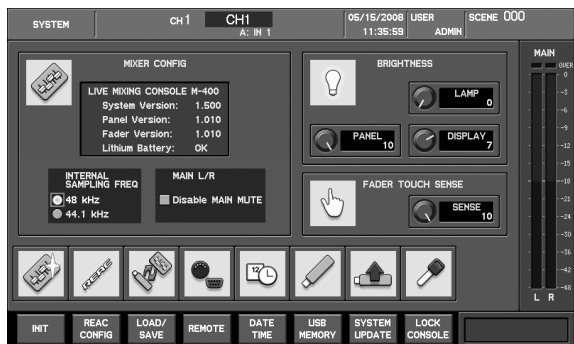 SYSTEM
CH 1
CH1
A: IN 1
05/15/2008
11:35:59
USER
ADMIN
SCENE 000
MIXER CONFIG
LIVE MIXING CONSOLE M-400
System Version: 1.500
Panel Version: 1.010
Fader Version: 1.010
Lithium Battery: OK
INTERNAL
SAMPLING FREQ
48 kHz
44.1 kHz
MAIN L/R
Disable MAIN MUTE
BRIGHTNESS
LAMP
0
PANEL
10
DISPLAY
7
FADER TOUCH SENSE
SENSE
10
MAIN
OVER
0
-3
-6
-9
-12
-15
-18
-21
-24
-30
-36
-42
-48
L R
REAC
12
INIT
REAC
CONFIG
LOAD/
SAVE
REMOTE
DATE
TIME
USB
MEMORY
SYSTEM
UPDATE
LOCK
CONSOLE